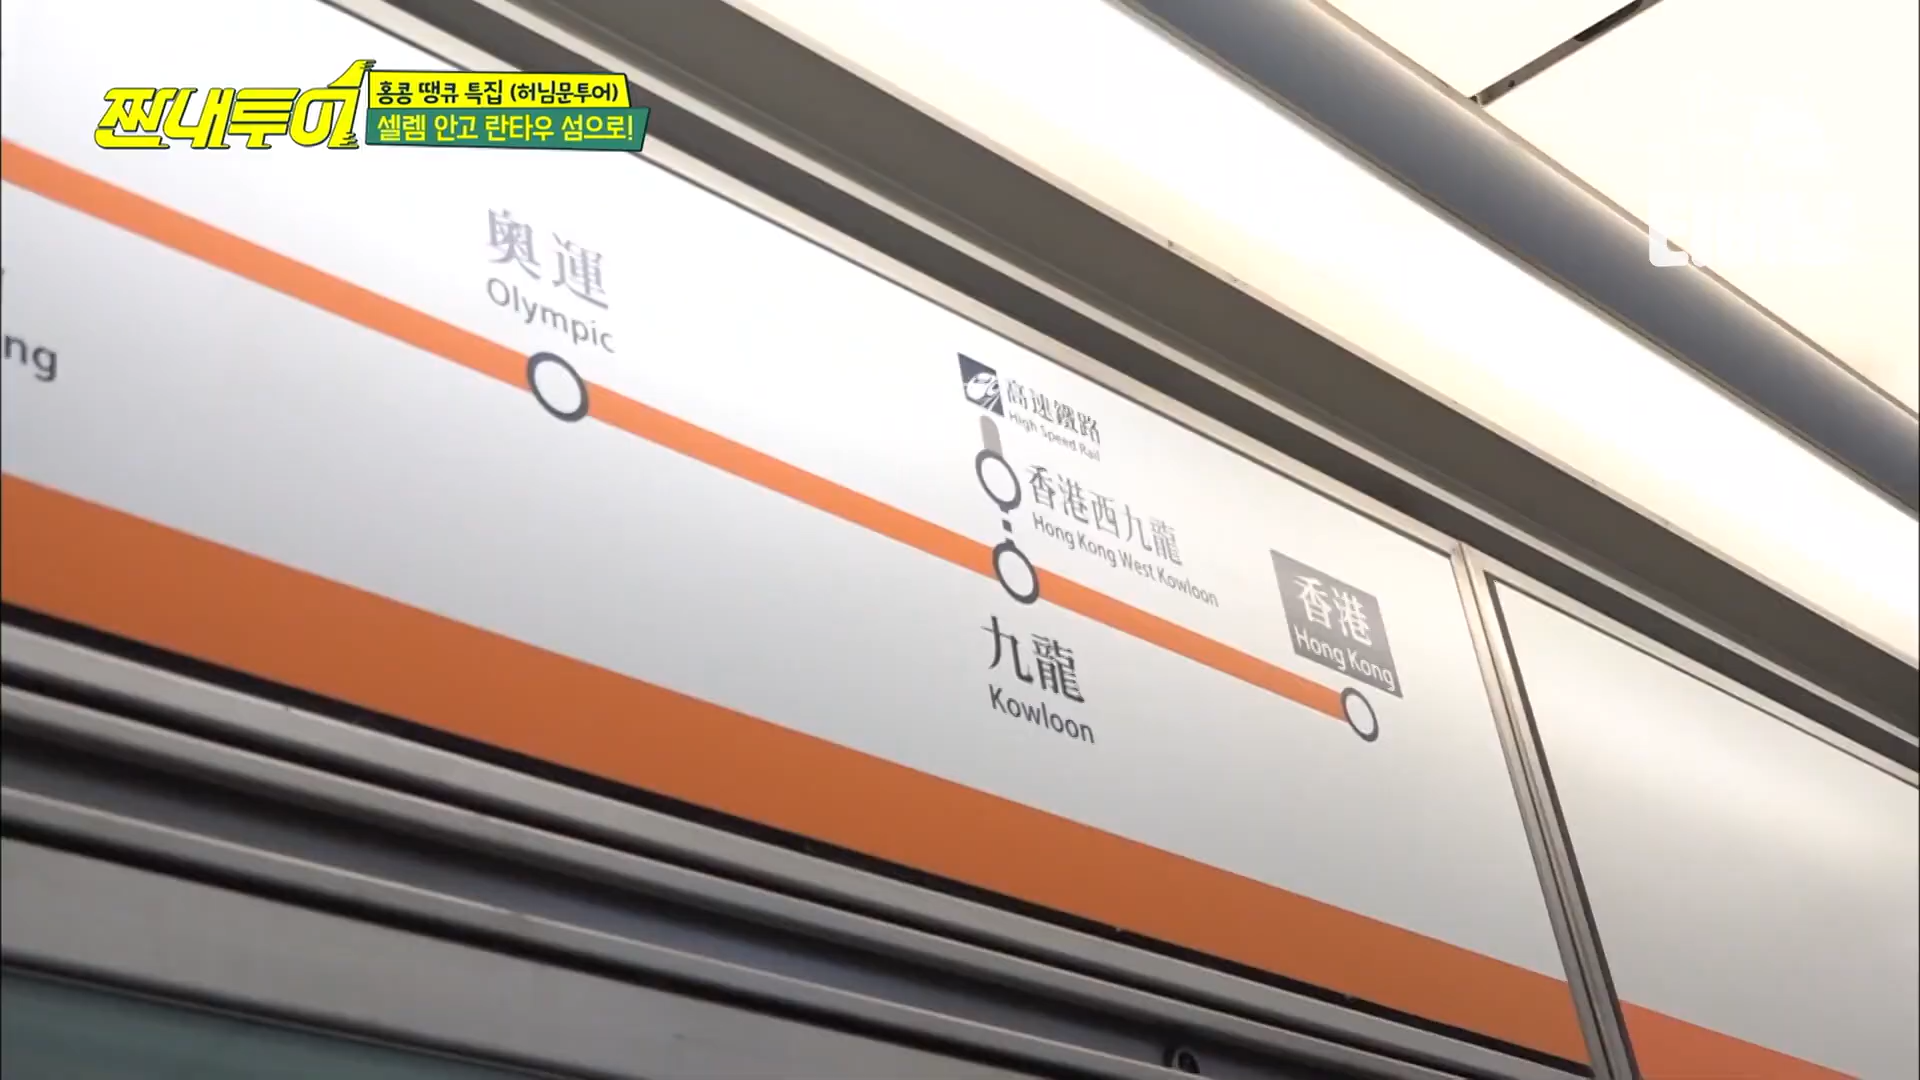 짠내투어
홍콩 땡큐 특집 (허님문투어)
셀렘 안고 란타우 섬으로!
奧運
Olympic
ng
高速鐵路
High Speed Rail
香港西九龍
Hong Kong West Kowloon
九龍
Kowloon
香港
Hong Kong